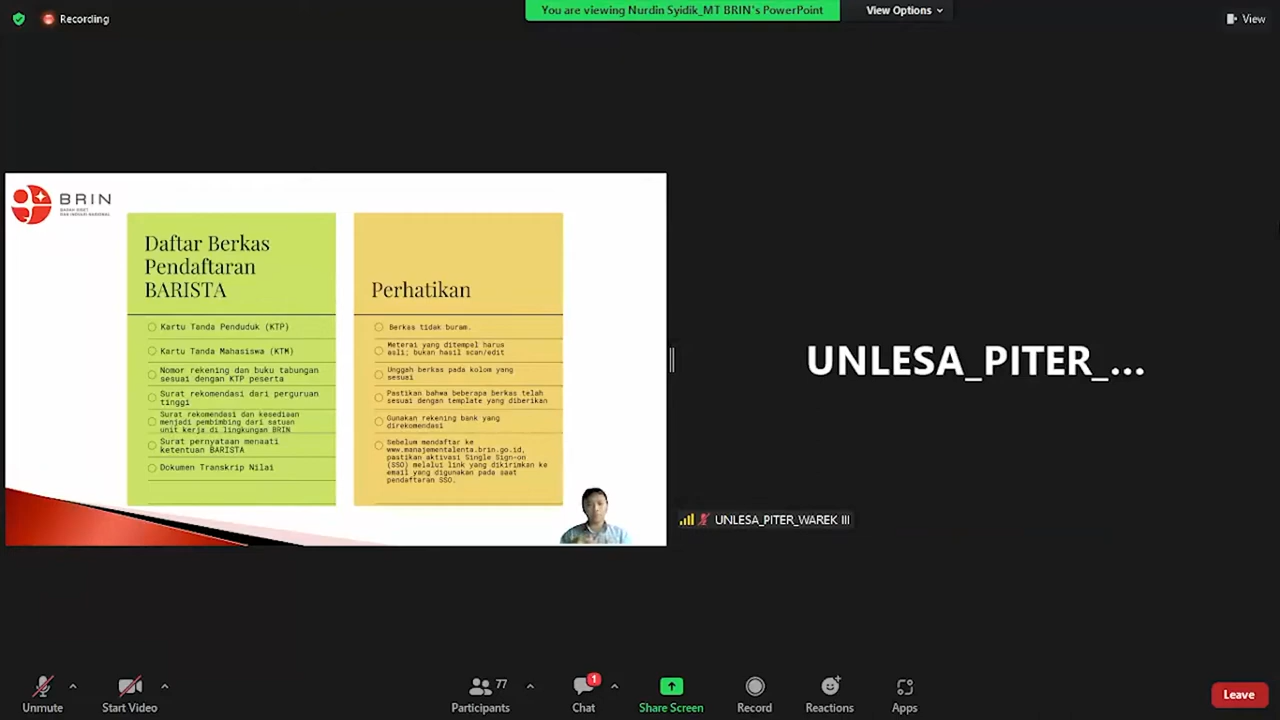 Recording
You are viewing Nurdin Syidik_MT BRIN's PowerPoint
View Options
View
BRIN
BADAN RISET
DAN INOVASI NASIONAL
Daftar Berkas
Pendaftaran
BARISTA
Kartu Tanda Penduduk (KTP)
Kartu Tanda Mahasiswa (KTM)
Nomor rekening dan buku tabungan
sesuai dengan KTP peserta
Surat rekomendasi dari perguruan
tinggi
Surat rekomendasi dan kesediaan
menjadi pembimbing dari satuan
unit kerja di lingkungan BRIN
Surat pernyataan menaati
ketentuan BARISTA
Dokumen Transkrip Nilai
Perhatikan
Berkas tidak buram.
Meterai yang ditempel harus
asli; bukan hasil scan/edit
Unggah berkas pada kolom yang
sesuai
Pastikan bahwa beberapa berkas telah
sesuai dengan template yang diberikan
Gunakan rekening bank yang
direkomendasi
Sebelum mendaftar ke
www.manajementalenta.brin.go.id,
pastikan aktivasi Single Sign-on
(SSO) melalui link yang dikirimkan ke
email yang digunakan pada saat
pendaftaran SSO.
UNLESA_PITER_...
UNLESA_PITER_WAREK III
Unmute
Start Video
77
Participants
1
Chat
Share Screen
Record
Reactions
Apps
Leave